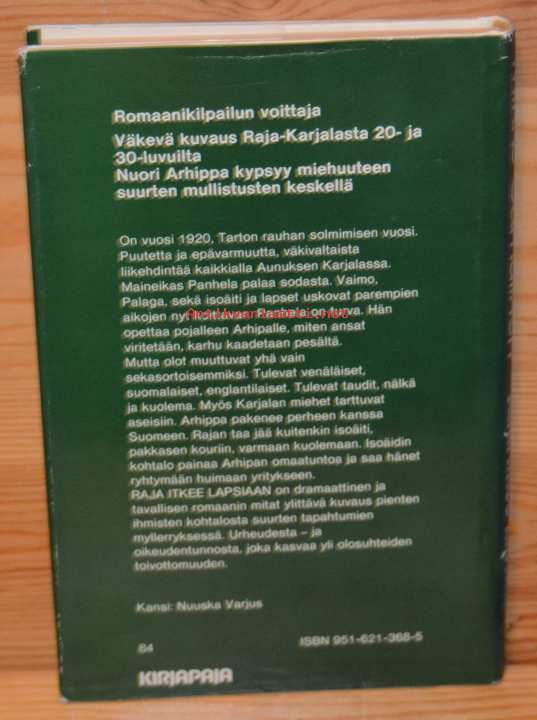 Romaanikilpailun voittaja
Väkevä kuvaus Raja-Karjalasta 20- ja
30-luvuilta
Nuori Arhippa kypsyy miehuuteen
suurten mullistusten keskellä
On vuosi 1920, Tarton rauhan solmimisen vuosi.
Puutetta ja epävarmuutta, väkivaltaista
liikehdintää kaikkialla Aunuksen Karjalassa.
Maineikas Panhela palaa sodasta. Vaimo,
Palaga, sekä isoäiti ja lapset uskovat parempien
aikojen nyt on turva. Hän
Antikvariaatti.net
opettaa pojalleen Arhipalle, miten ansat
viritetään, karhu kaadetaan pesältä.
Mutta olot muuttuvat yhä vain
sekasortoisemmiksi. Tulevat venäläiset,
suomalaiset, englantilaiset. Tulevat taudit, nälkä
ja kuolema. Myös Karjalan miehet tarttuvat
aseisiin. Arhippa pakenee perheen kanssa
Suomeen. Rajan taa jää kuitenkin isoäiti,
pakkasen kouriin, varmaan kuolemaan. Isoäidin
kohtalo painaa Arhipan omaatuntoa ja saa hänet
ryhtymään huimaan yritykseen.
RAJA ITKEE LAPSIAAN on dramaattinen ja
tavallisen romaanin mitat ylittävä kuvaus pienten
ihmisten kohtalosta suurten tapahtumien
myllerryksessä. Urheudesta – ja
oikeudentunnosta, joka kasvaa yli olosuhteiden
toivottomuuden.
Kansi: Nuuska Varjus
84
ISBN 951-621-368-5
KIRJAPAJA